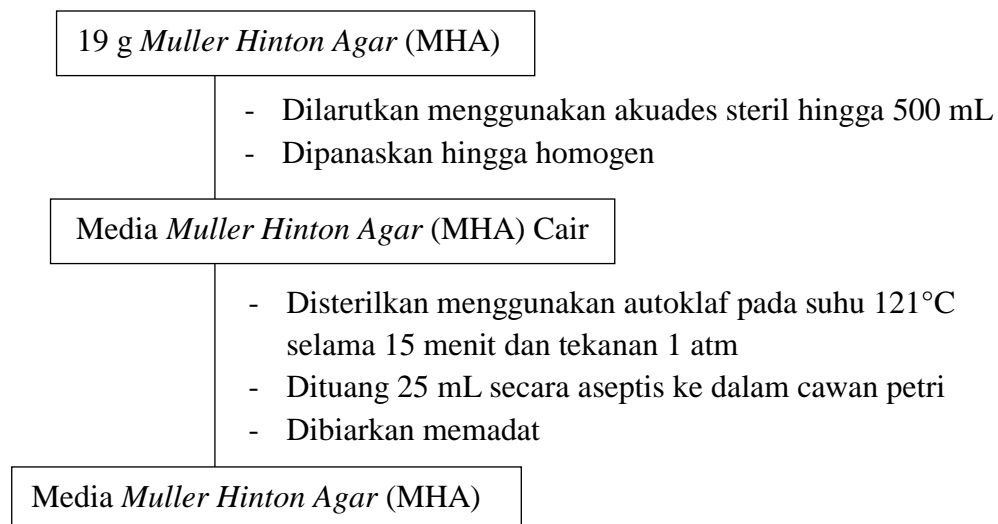 19 g Muller Hinton Agar (MHA)
- Dilarutkan menggunakan akuades steril hingga 500 mL
- Dipanaskan hingga homogen
Media Muller Hinton Agar (MHA) Cair
- Disterilkan menggunakan autoklaf pada suhu 121°C
selama 15 menit dan tekanan 1 atm
- Dituang 25 mL secara aseptis ke dalam cawan petri
- Dibiarkan memadat
Media Muller Hinton Agar (MHA)